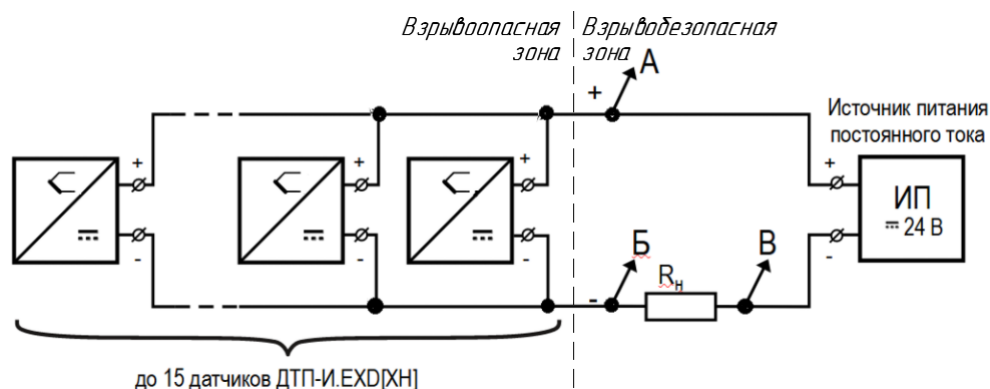 Взрывоопасная зона
Взрывобезопасная зона
А
+
Источник питания
постоянного тока
+ + + +
ИП
24 В
- - - -
Б
Rн
В
-
до 15 датчиков ДТП-И.EXD[XH]